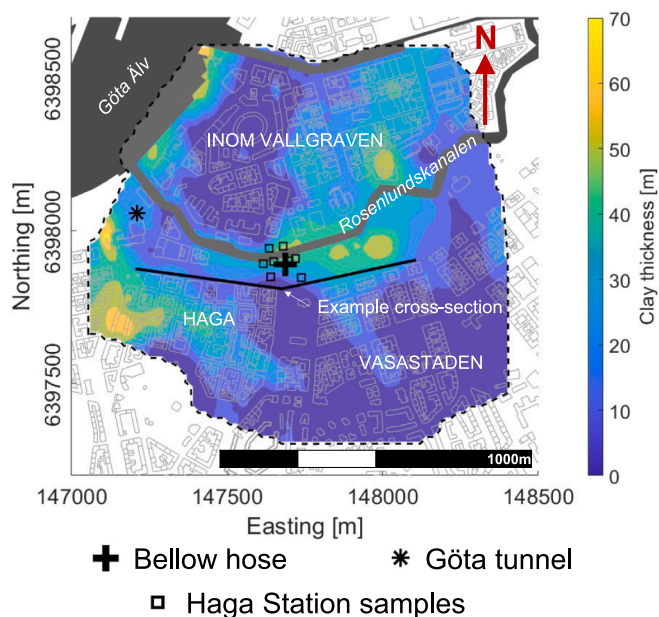 N
Göta Älv
INOM VALLGRAVEN
Rosenlundskanalen
Example cross-section
HAGA
VASASTADEN
1000m
6398500
6398000
6397500
Northing [m]
147000
147500
148000
148500
Easting [m]
70
60
50
40
30
20
10
0
Clay thickness [m]
Bellow hose
Göta tunnel
Haga Station samples